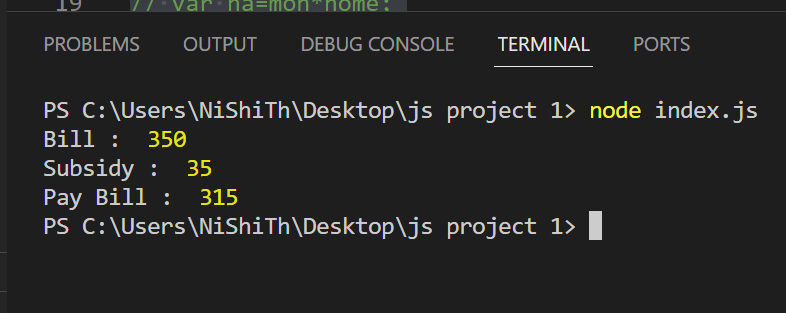 19 // var ha=mon*home;
PROBLEMS OUTPUT DEBUG CONSOLE TERMINAL PORTS
PS C:\Users\NiShiTh\Desktop\js project 1> node index.js
Bill :  350
Subsidy :  35
Pay Bill :  315
PS C:\Users\NiShiTh\Desktop\js project 1>